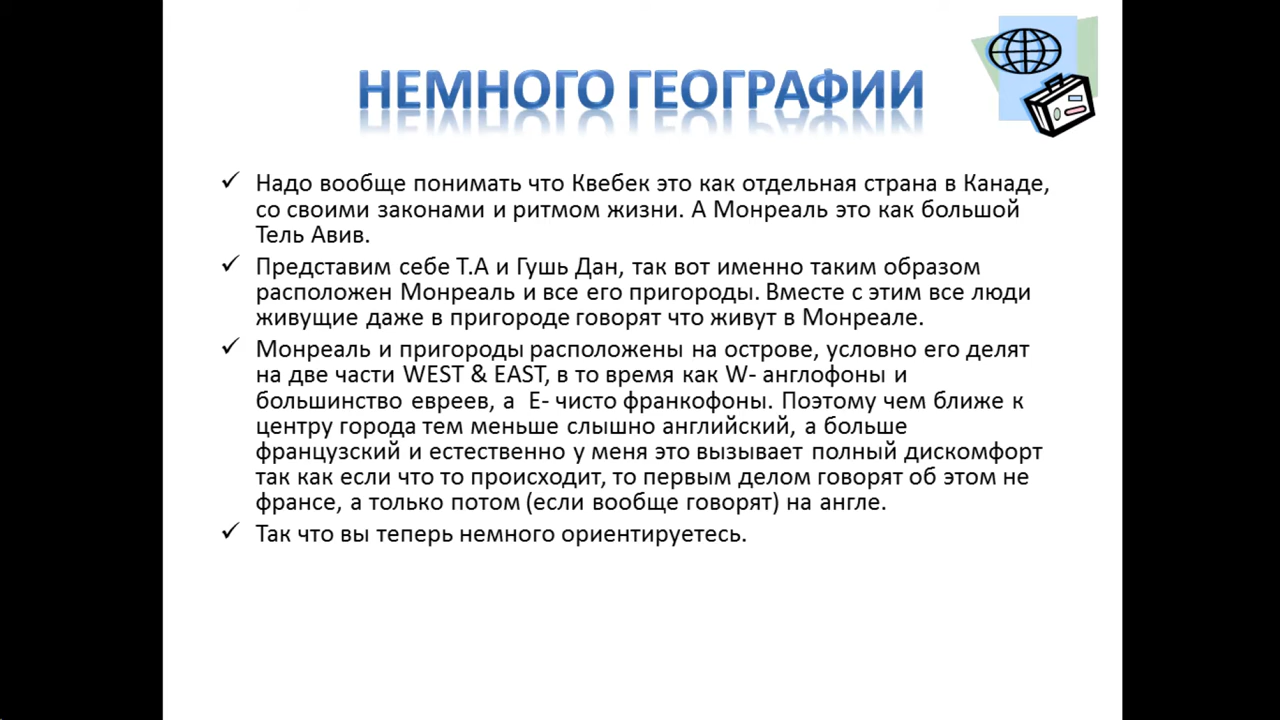 НЕМНОГО ГЕОГРАФИИ
Надо вообще понимать что Квебек это как отдельная страна в Канаде,
со своими законами и ритмом жизни. А Монреаль это как большой
Тель Авив.
Представим себе Т.А и Гушь Дан, так вот именно таким образом
расположен Монреаль и все его пригороды. Вместе с этим все люди
живущие даже в пригороде говорят что живут в Монреале.
Монреаль и пригороды расположены на острове, условно его делят
на две части WEST & EAST, в то время как W- англофоны и
большинство евреев, а E- чисто франкофоны. Поэтому чем ближе к
центру города тем меньше слышно английский, а больше
французский и естественно у меня это вызывает полный дискомфорт
так как если что то происходит, то первым делом говорят об этом не
франсе, а только потом (если вообще говорят) на англе.
Так что вы теперь немного ориентируетесь.